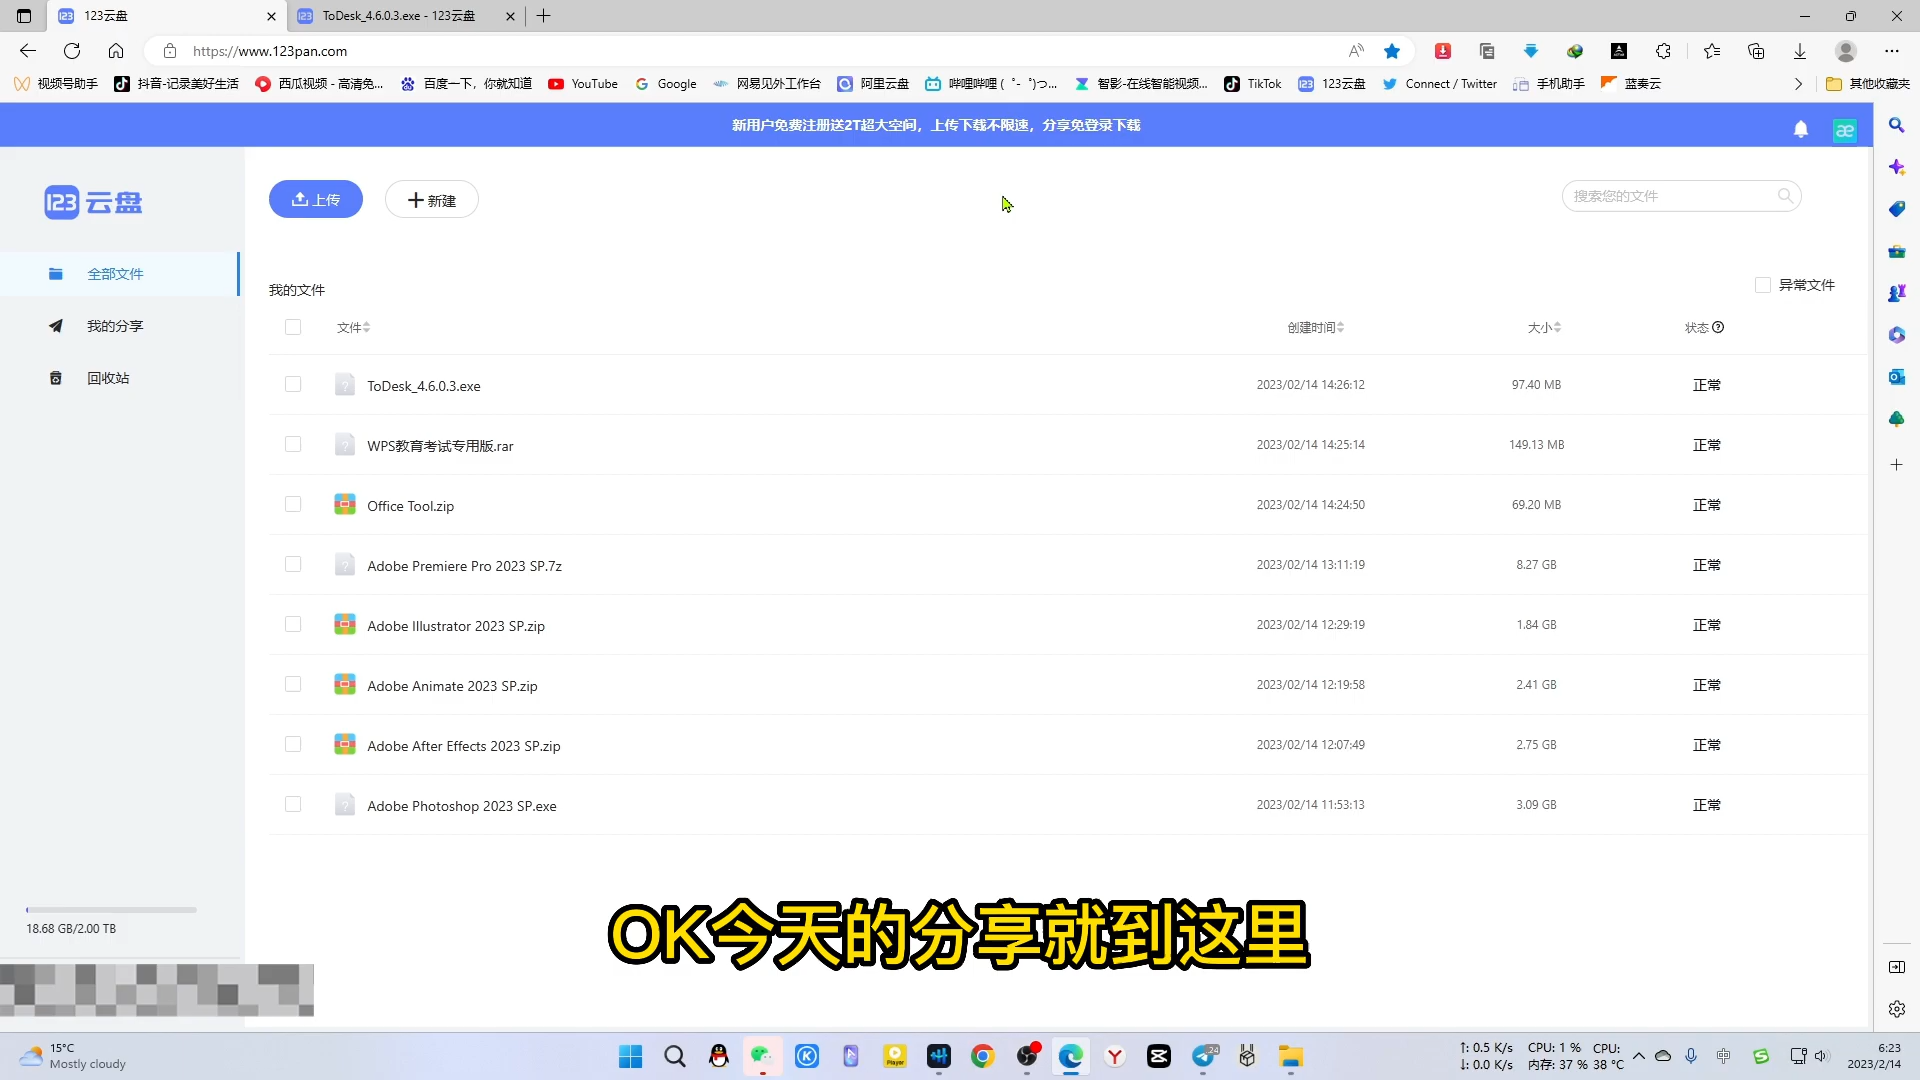 123云盘
ToDesk_4.6.0.3.exe - 123云盘
https://www.123pan.com
视频号助手
抖音-记录美好生活
西瓜视频 - 高清免...
百度一下，你就知道
YouTube
Google
网易见外工作台
阿里云盘
哔哩哔哩 (゜-゜)つ...
智影-在线智能视频...
TikTok
123云盘
Connect / Twitter
手机助手
蓝奏云
其他收藏夹
新用户免费注册送2T超大空间，上传下载不限速，分享免登录下载
123云盘
上传
新建
搜索您的文件
全部文件
我的分享
回收站
我的文件
异常文件
文件 创建时间 大小 状态
ToDesk_4.6.0.3.exe 2023/02/14 14:26:12 97.40 MB 正常
WPS教育考试专用版.rar 2023/02/14 14:25:14 149.13 MB 正常
Office Tool.zip 2023/02/14 14:24:50 69.20 MB 正常
Adobe Premiere Pro 2023 SP.7z 2023/02/14 13:11:19 8.27 GB 正常
Adobe Illustrator 2023 SP.zip 2023/02/14 12:29:19 1.84 GB 正常
Adobe Animate 2023 SP.zip 2023/02/14 12:19:58 2.41 GB 正常
Adobe After Effects 2023 SP.zip 2023/02/14 12:07:49 2.75 GB 正常
Adobe Photoshop 2023 SP.exe 2023/02/14 11:53:13 3.09 GB 正常
18.68 GB/2.00 TB
OK今天的分享就到这里
15°C
Mostly cloudy
Player
24
↑: 0.5 K/s CPU: 1 % CPU:
↓: 0.0 K/s 内存: 37 % 38 °C
中
6:23
2023/2/14